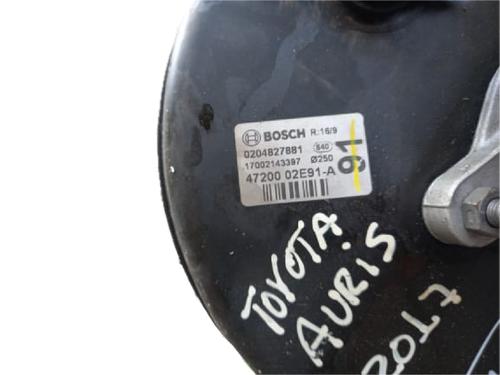 BOSCH R:16/9
0204827881 S40
17002143397 Ø250
47200 02E91-A
91
TOYOTA
AURIS
2017